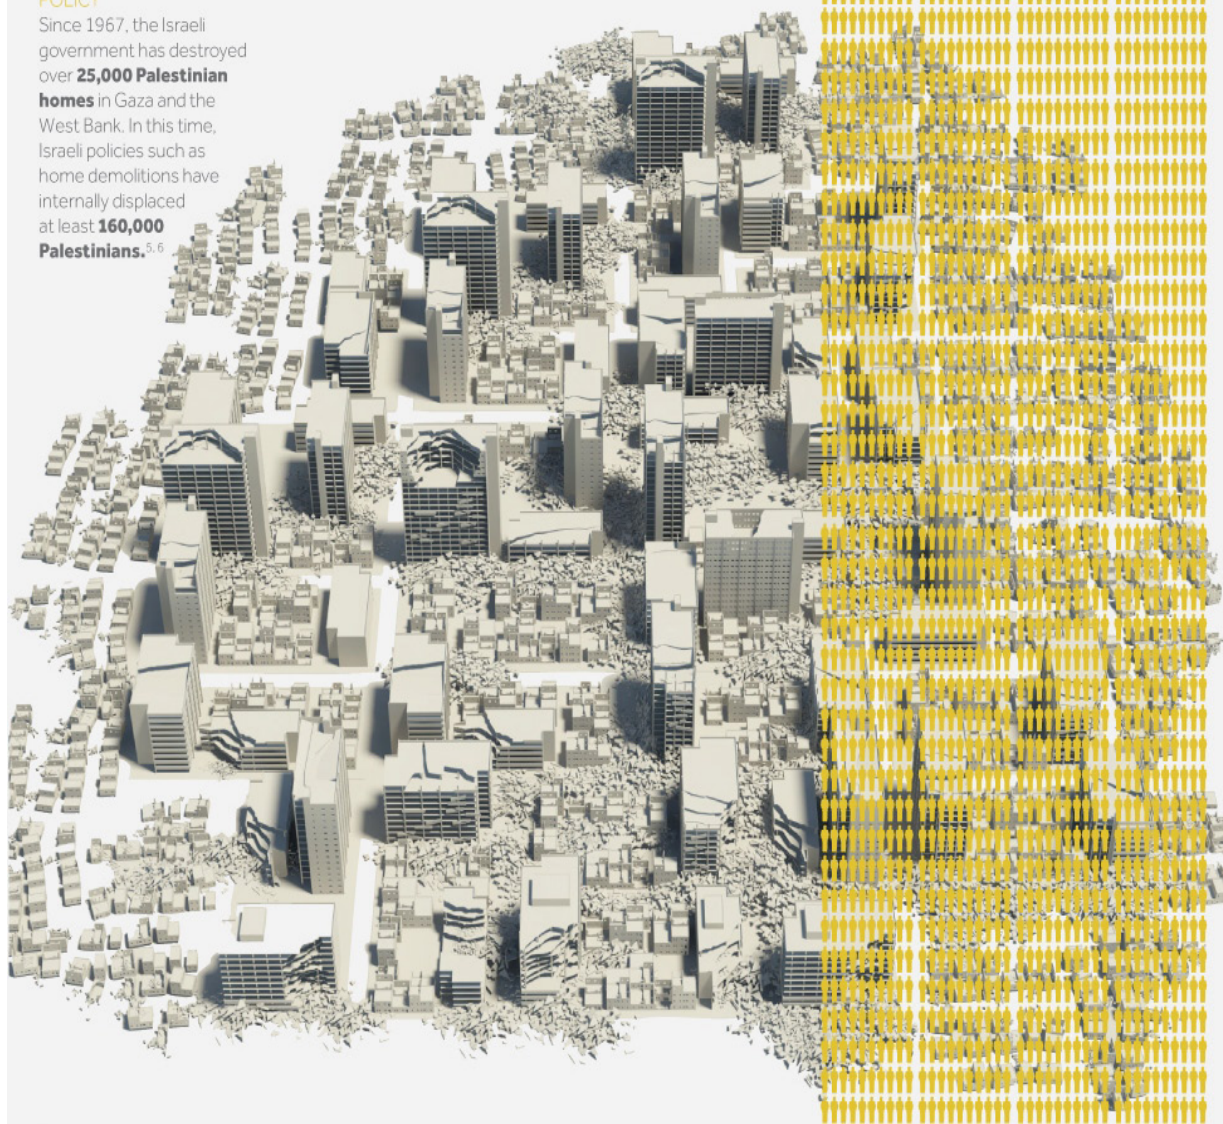 POLICY
Since 1967, the Israeli
government has destroyed
over 25,000 Palestinian
homes in Gaza and the
West Bank. In this time,
Israeli policies such as
home demolitions have
internally displaced
at least 160,000
Palestinians.5, 6